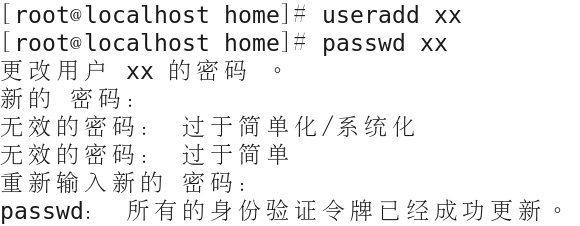 [root@localhost home]# useradd xx
[root@localhost home]# passwd xx
更改用户 xx 的密码 。
新的 密码：
无效的密码： 过于简单化/系统化
无效的密码： 过于简单
重新输入新的 密码：
passwd： 所有的身份验证令牌已经成功更新。